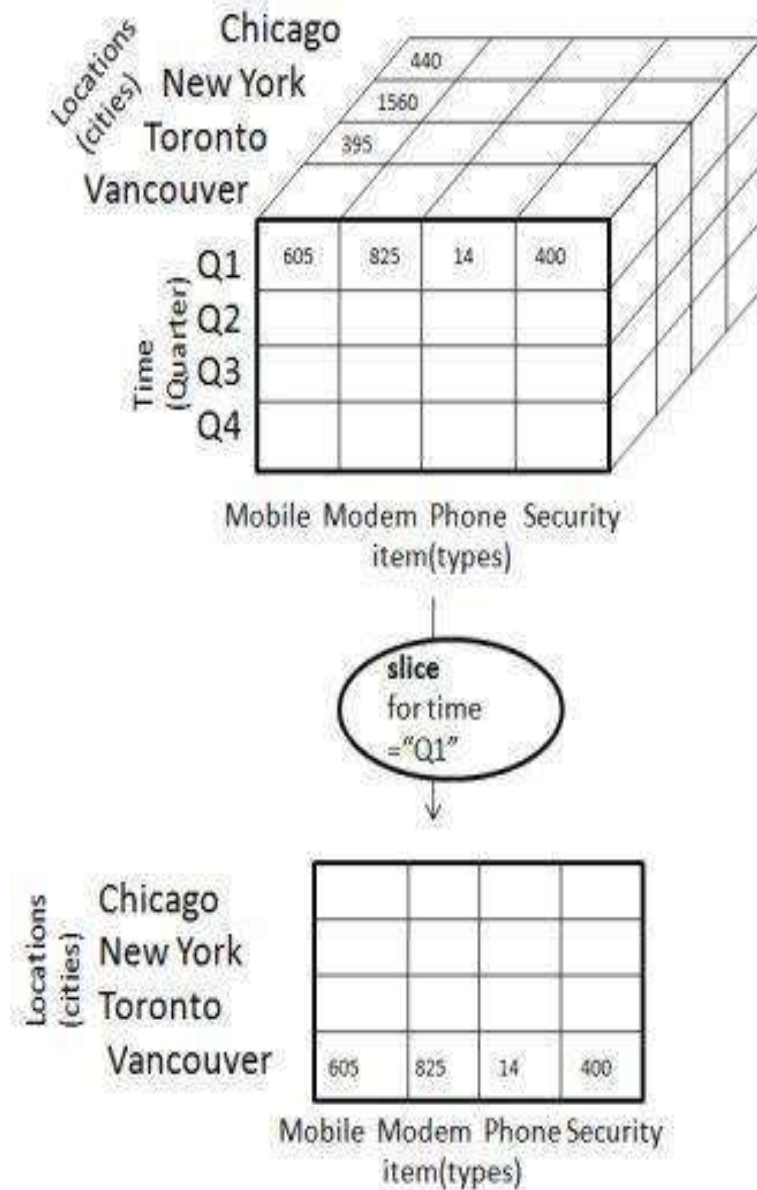 Locations
(cities)
Chicago
New York
Toronto
Vancouver
440
1560
395
Time
(Quarter)
Q1 605 825 14 400
Q2
Q3
Q4
Mobile Modem Phone Security
item(types)
slice
for time
="Q1"
Locations
(cities)
Chicago
New York
Toronto
Vancouver 605 825 14 400
Mobile Modem Phone Security
item(types)